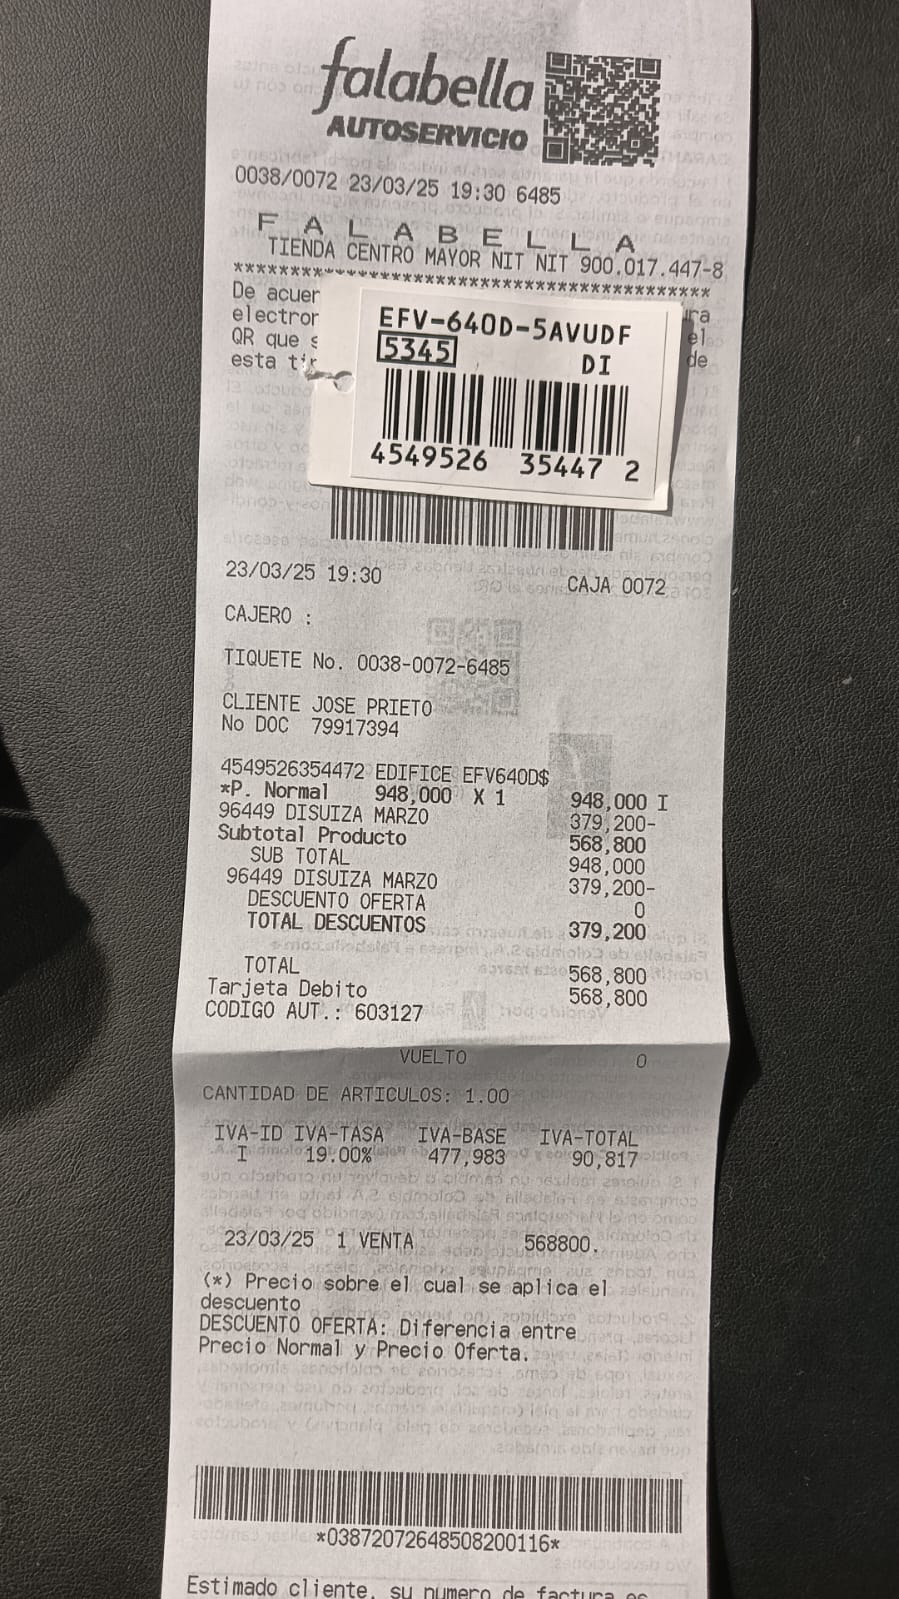 falabella
AUTOSERVICIO
0038/0072 23/03/25 19:30 6485
F A L A B E L L A
TIENDA CENTRO MAYOR NIT NIT 900.017.447-8
*********************************************
De acuer
electror el
QR que s de
esta tir
EFV-640D-5AVUDF
5345 DI
4549526 35447 2
23/03/25 19:30 CAJA 0072
CAJERO :
TIQUETE No. 0038-0072-6485
CLIENTE JOSE PRIETO
No DOC 79917394
4549526354472 EDIFICE EFV640D$
*P. Normal 948,000 X 1 948,000 I
96449 DISUIZA MARZO 379,200-
Subtotal Producto 568,800
SUB TOTAL 948,000
96449 DISUIZA MARZO 379,200-
DESCUENTO OFERTA 0
TOTAL DESCUENTOS 379,200
TOTAL 568,800
Tarjeta Debito 568,800
CODIGO AUT.: 603127
VUELTO 0
CANTIDAD DE ARTICULOS: 1.00
IVA-ID IVA-TASA IVA-BASE IVA-TOTAL
I 19.00% 477,983 90,817
23/03/25 1 VENTA 568800.
(*) Precio sobre el cual se aplica el
descuento
DESCUENTO OFERTA: Diferencia entre
Precio Normal y Precio Oferta.
*03872072648508200116*
Estimado cliente, su numero de factura es